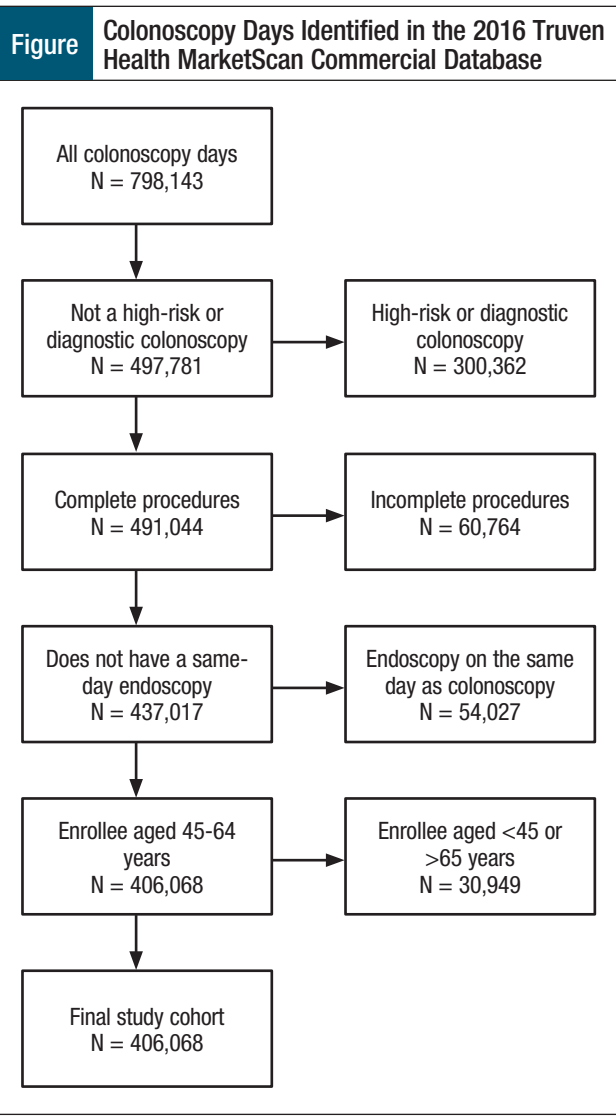 Figure
Colonoscopy Days Identified in the 2016 Truven
Health MarketScan Commercial Database
All colonoscopy days
N = 798,143
Not a high-risk or
diagnostic colonoscopy
N = 497,781
High-risk or diagnostic
colonoscopy
N = 300,362
Complete procedures
N = 491,044
Incomplete procedures
N = 60,764
Does not have a same-
day endoscopy
N = 437,017
Endoscopy on the same
day as colonoscopy
N = 54,027
Enrollee aged 45-64
years
N = 406,068
Enrollee aged <45 or
>65 years
N = 30,949
Final study cohort
N = 406,068